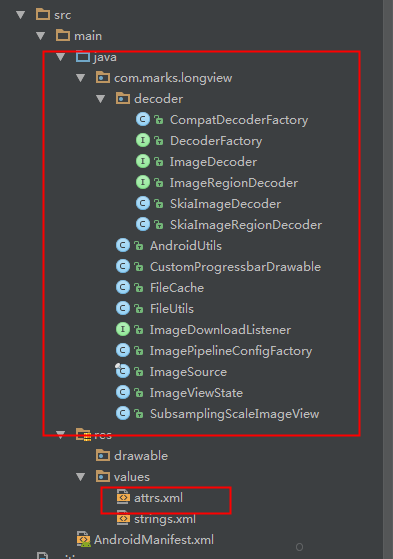 src
main
java
com.marks.longview
decoder
CompatDecoderFactory
DecoderFactory
ImageDecoder
ImageRegionDecoder
SkiaImageDecoder
SkiaImageRegionDecoder
AndroidUtils
CustomProgressbarDrawable
FileCache
FileUtils
ImageDownloadListener
ImagePipelineConfigFactory
ImageSource
ImageViewState
SubsamplingScaleImageView
res
drawable
values
attrs.xml
strings.xml
AndroidManifest.xml